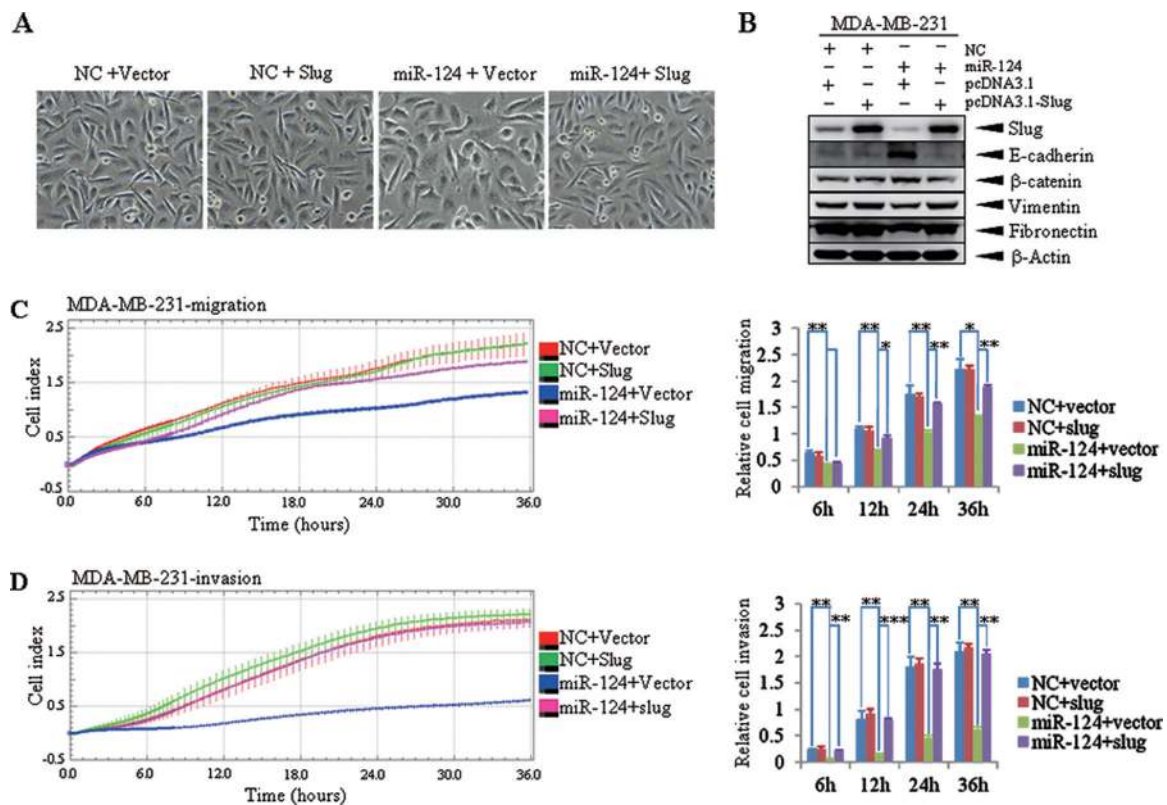 A
NC +Vector
NC + Slug
miR-124 + Vector
miR-124+ Slug
B
MDA-MB-231
+ + − − NC
− − + + miR-124
+ − + − pcDNA3.1
− + − + pcDNA3.1-Slug
Slug
E-cadherin
β-catenin
Vimentin
Fibronectin
β-Actin
C
MDA-MB-231-migration
Cell index
2.5
1.5
0.5
-0.5
0.0 6.0 12.0 18.0 24.0 30.0 36.0
Time (hours)
NC+Vector
NC+Slug
miR-124+Vector
miR-124+Slug
Relative cell migration
3
2.5
2
1.5
1
0.5
0
** ** ** *
* ** **
6h 12h 24h 36h
NC+vector
NC+slug
miR-124+vector
miR-124+slug
D
MDA-MB-231-invasion
Cell index
2.5
1.5
0.5
-0.5
0.0 6.0 12.0 18.0 24.0 30.0 36.0
Time (hours)
NC+Vector
NC+Slug
miR-124+Vector
miR-124+slug
Relative cell invasion
3
2.5
2
1.5
1
0.5
0
** ** ** **
** *** ** **
6h 12h 24h 36h
NC+vector
NC+slug
miR-124+vector
miR-124+slug